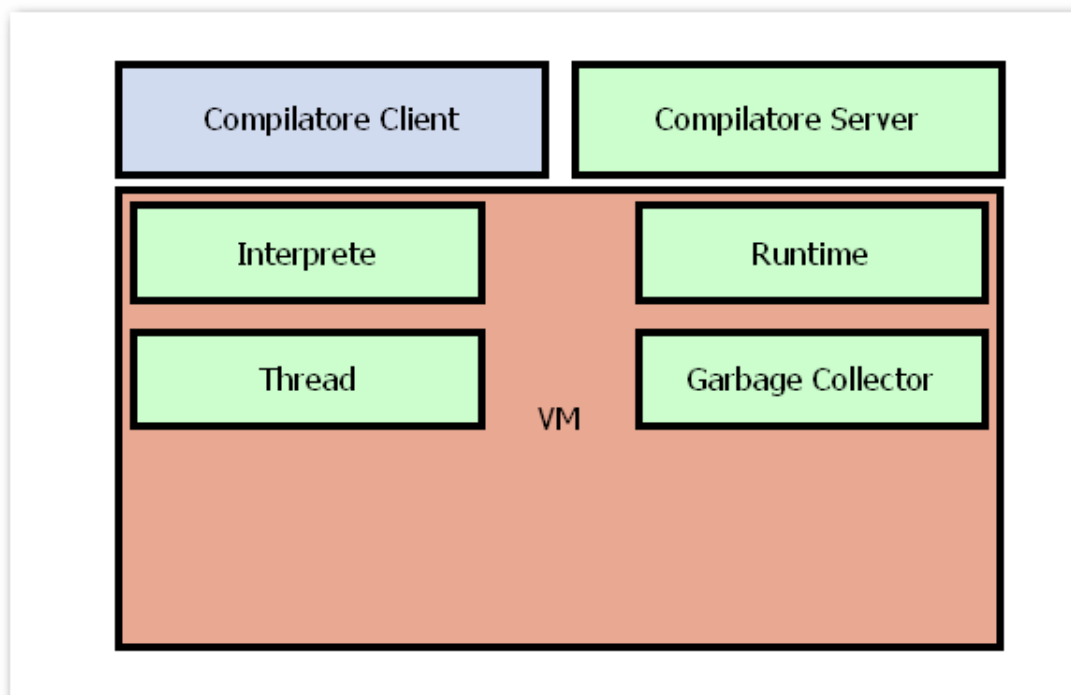 Compilatore Client
Compilatore Server
Interprete
Runtime
Thread
Garbage Collector
VM